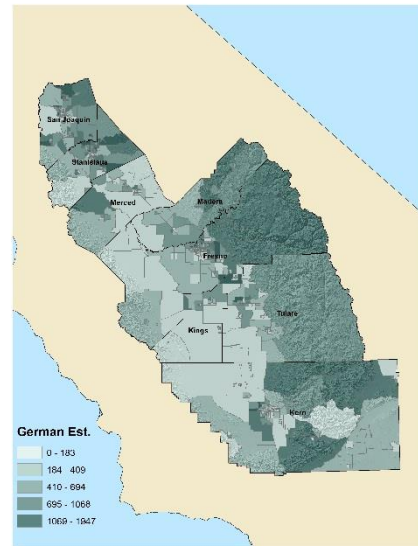 San Joaquin
Stanislaus
Merced
Madera
Fresno
Tulare
Kings
Kern
German Est.
0 - 183
184 409
410 - 694
695 - 1068
1069 - 1947